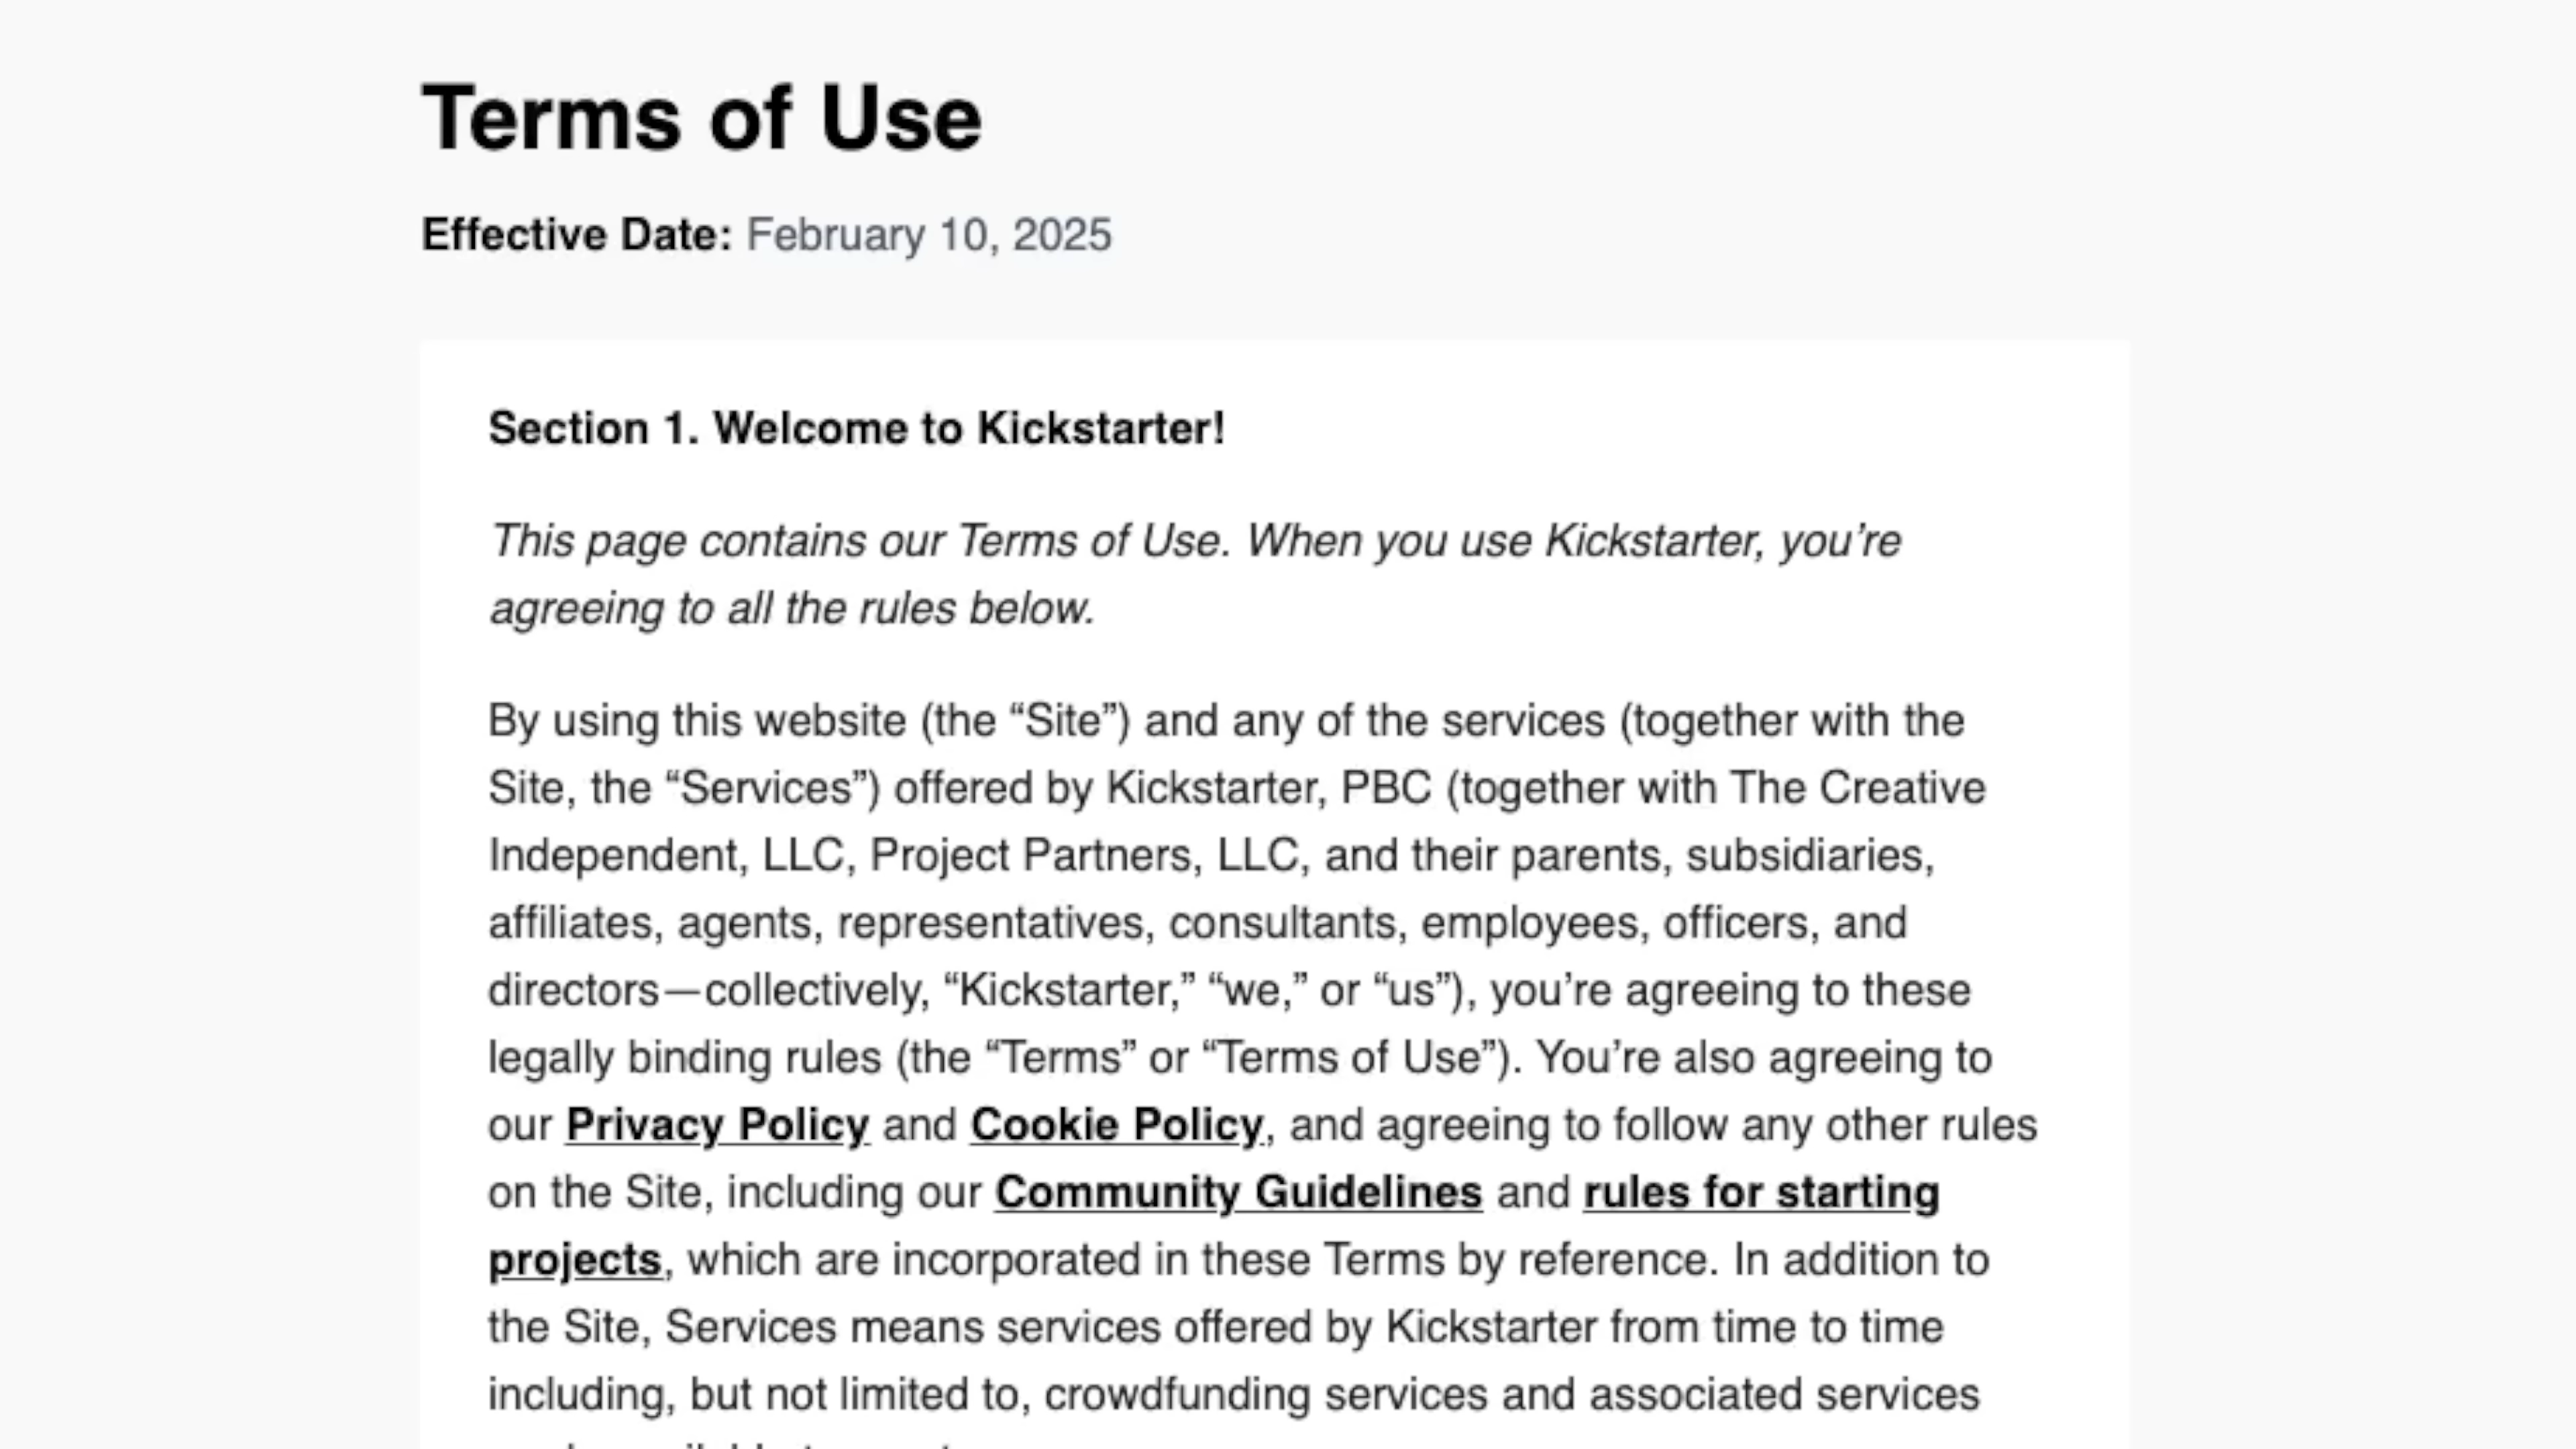 Terms of Use
Effective Date: February 10, 2025
Section 1. Welcome to Kickstarter!
This page contains our Terms of Use. When you use Kickstarter, you’re
agreeing to all the rules below.
By using this website (the “Site”) and any of the services (together with the
Site, the “Services”) offered by Kickstarter, PBC (together with The Creative
Independent, LLC, Project Partners, LLC, and their parents, subsidiaries,
affiliates, agents, representatives, consultants, employees, officers, and
directors—collectively, “Kickstarter,” “we,” or “us”), you’re agreeing to these
legally binding rules (the “Terms” or “Terms of Use”). You’re also agreeing to
our Privacy Policy and Cookie Policy, and agreeing to follow any other rules
on the Site, including our Community Guidelines and rules for starting
projects, which are incorporated in these Terms by reference. In addition to
the Site, Services means services offered by Kickstarter from time to time
including, but not limited to, crowdfunding services and associated services